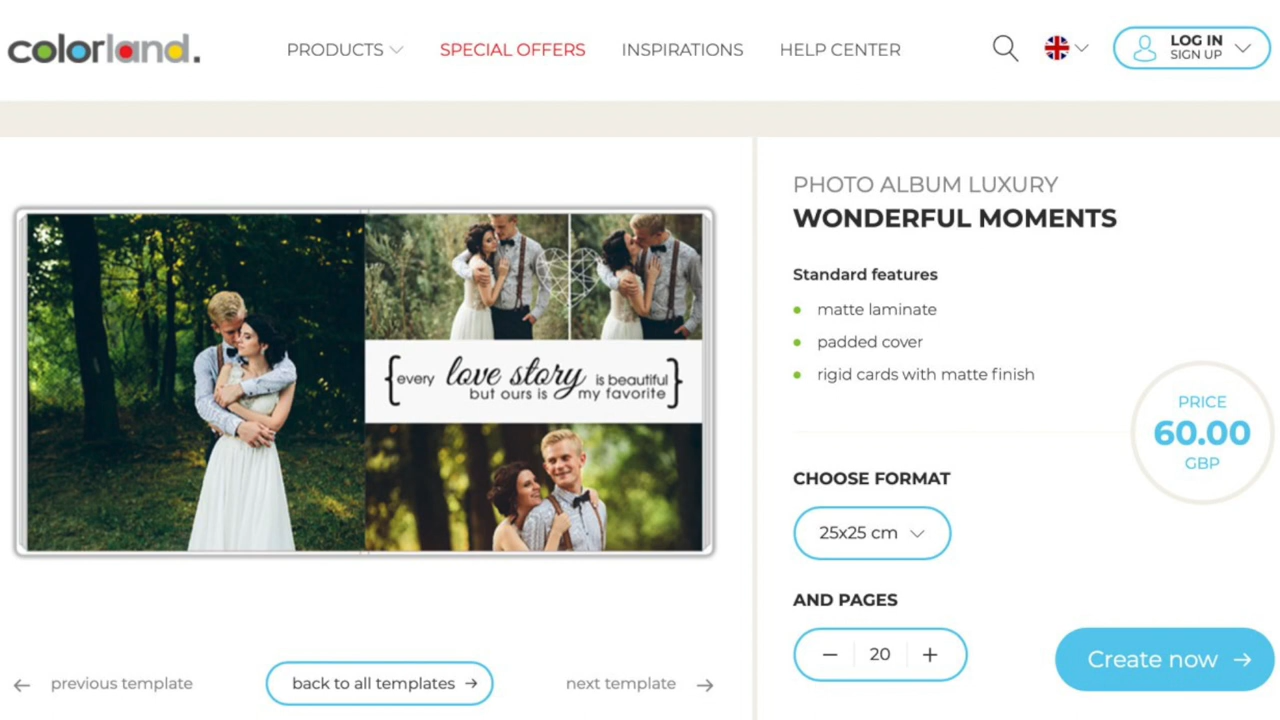 colorland.
PRODUCTS
SPECIAL OFFERS
INSPIRATIONS
HELP CENTER
LOG IN
SIGN UP
{every love story is beautiful
but ours is my favorite}
previous template
back to all templates →
next template
PHOTO ALBUM LUXURY
WONDERFUL MOMENTS
Standard features
matte laminate
padded cover
rigid cards with matte finish
PRICE
60.00
GBP
CHOOSE FORMAT
25x25 cm
AND PAGES
− 20 +
Create now →